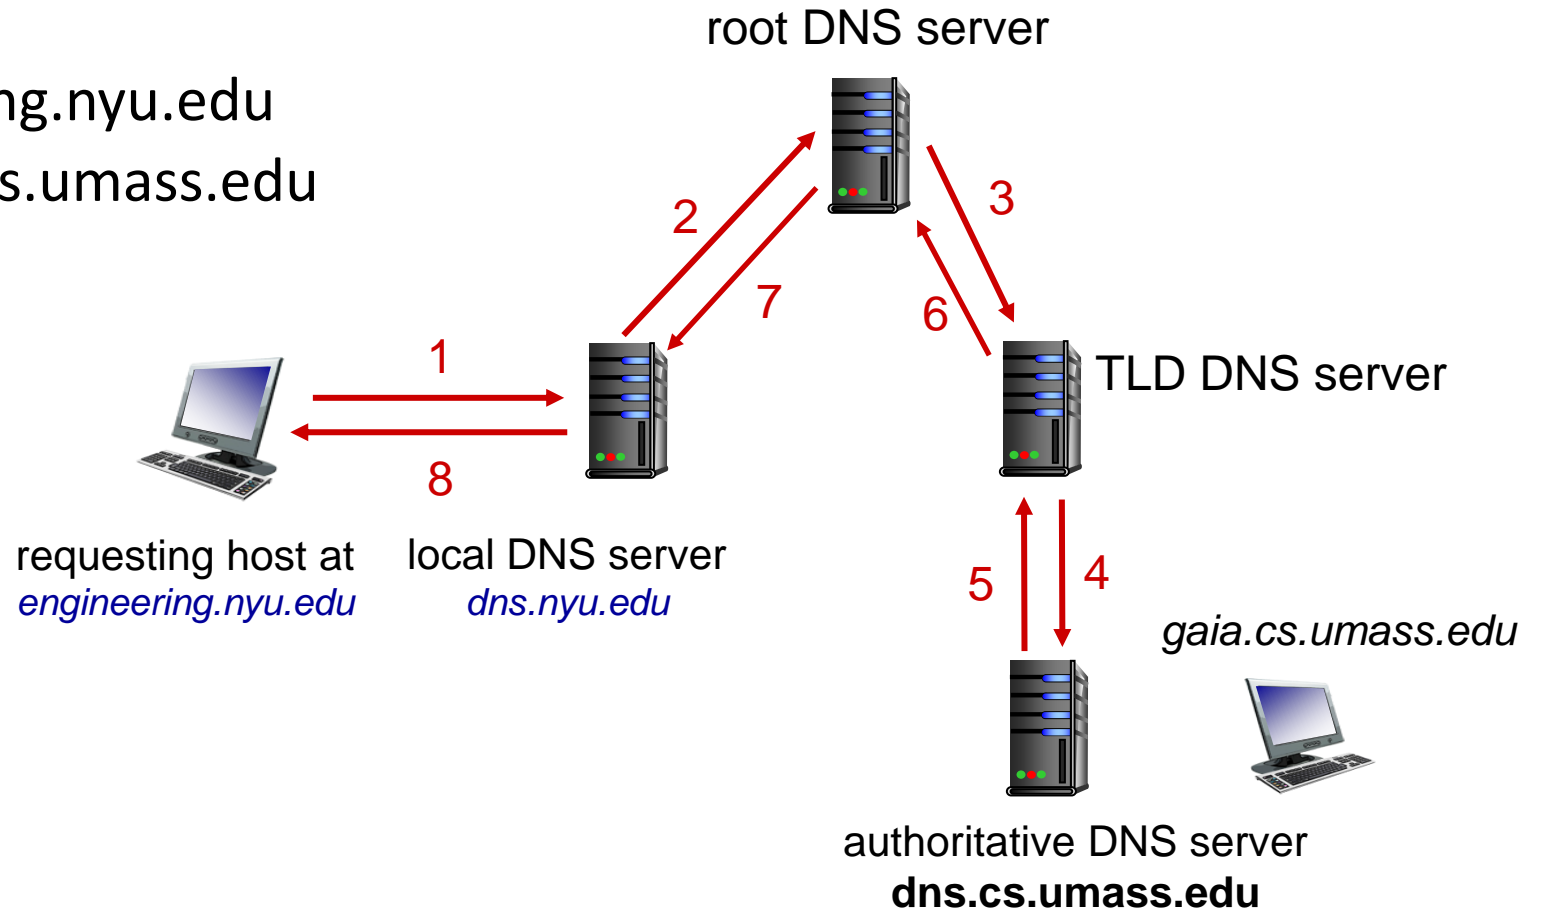 root DNS server
ng.nyu.edu
s.umass.edu
2
3
7
6
1
TLD DNS server
8
requesting host at
engineering.nyu.edu
local DNS server
dns.nyu.edu
5
4
gaia.cs.umass.edu
authoritative DNS server
dns.cs.umass.edu